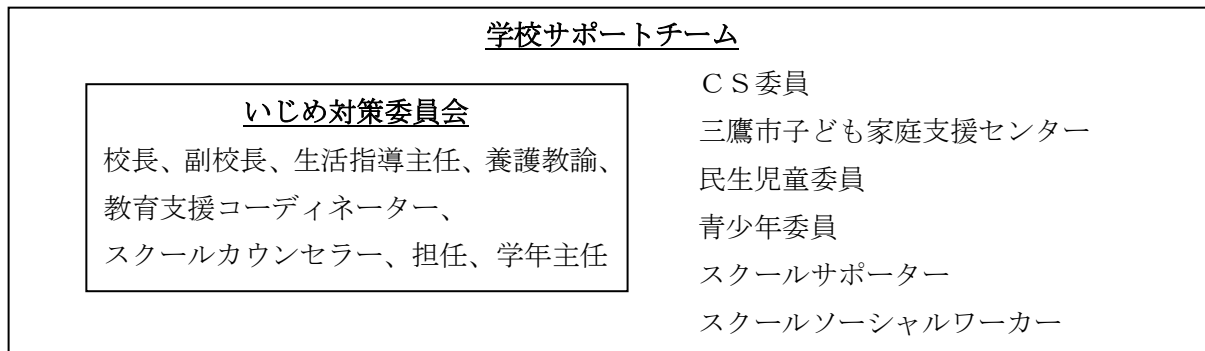 学校サポートチーム
いじめ対策委員会
校長、副校長、生活指導主任、養護教諭、
教育支援コーディネーター、
スクールカウンセラー、担任、学年主任
ＣＳ委員
三鷹市子ども家庭支援センター
民生児童委員
青少年委員
スクールサポーター
スクールソーシャルワーカー